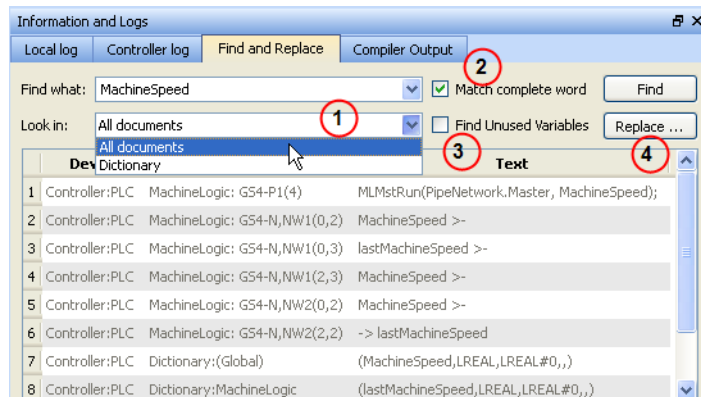 Information and Logs
Local log Controller log Find and Replace Compiler Output
2
Find what: MachineSpeed Match complete word Find
1
Look in: All documents Find Unused Variables Replace ...
All documents
3 4
Dev Text
Dictionary
1 Controller:PLC MachineLogic: GS4-P1(4) MLMstRun(PipeNetwork.Master, MachineSpeed);
2 Controller:PLC MachineLogic: GS4-N,NW1(0,2) MachineSpeed >-
3 Controller:PLC MachineLogic: GS4-N,NW1(0,3) lastMachineSpeed >-
4 Controller:PLC MachineLogic: GS4-N,NW1(2,3) MachineSpeed >-
5 Controller:PLC MachineLogic: GS4-N,NW2(0,2) MachineSpeed >-
6 Controller:PLC MachineLogic: GS4-N,NW2(2,2) -> lastMachineSpeed
7 Controller:PLC Dictionary:(Global) (MachineSpeed,LREAL,LREAL#0,,)
8 Controller:PLC Dictionary:MachineLogic (lastMachineSpeed,LREAL,LREAL#0,,)